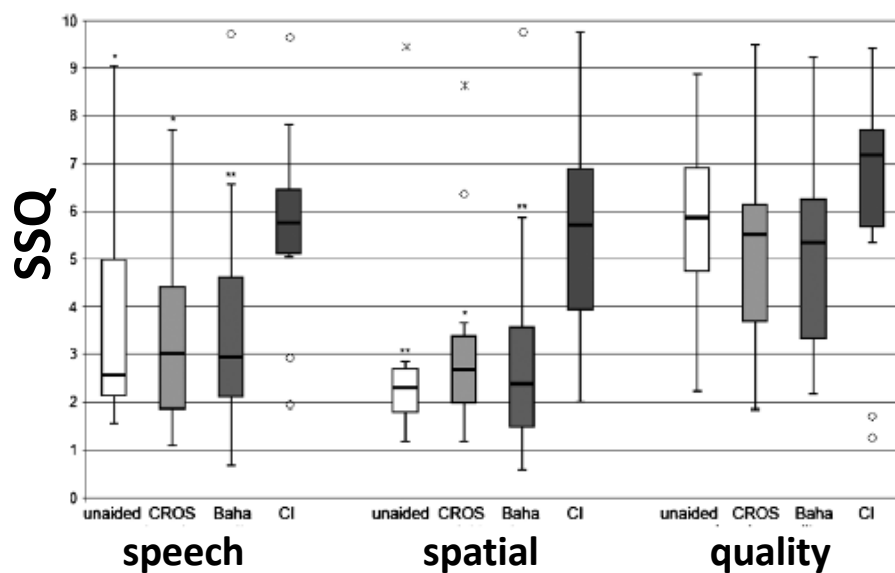 SSQ
10
9
8
7
6
5
4
3
2
1
0
* * ** ** * **
unaided CROS Baha CI unaided CROS Baha CI unaided CROS Baha CI
speech spatial quality